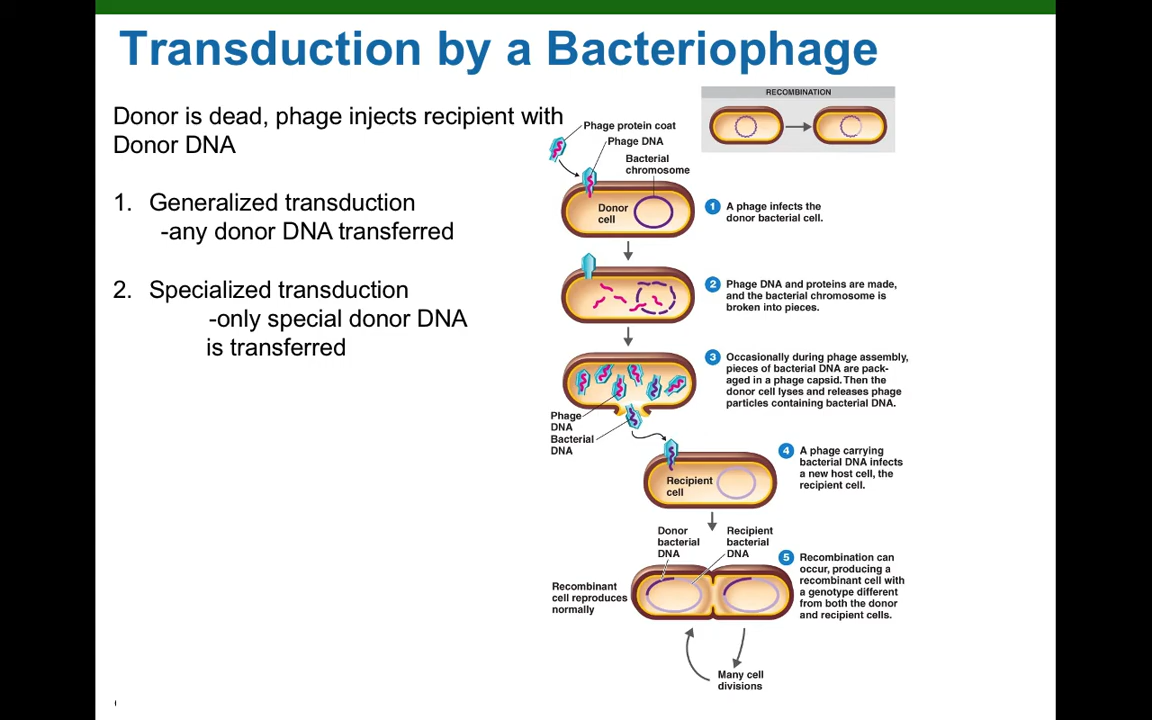 Transduction by a Bacteriophage
Donor is dead, phage injects recipient with
Donor DNA
1. Generalized transduction
-any donor DNA transferred
2. Specialized transduction
-only special donor DNA
is transferred
RECOMBINATION
Phage protein coat
Phage DNA
Bacterial
chromosome
Donor
cell
1 A phage infects the
donor bacterial cell.
2 Phage DNA and proteins are made,
and the bacterial chromosome is
broken into pieces.
3 Occasionally during phage assembly,
pieces of bacterial DNA are pack-
aged in a phage capsid. Then the
donor cell lyses and releases phage
particles containing bacterial DNA.
Phage
DNA
Bacterial
DNA
4 A phage carrying
bacterial DNA infects
a new host cell, the
recipient cell.
Recipient
cell
Donor
bacterial
DNA
Recipient
bacterial
DNA
5 Recombination can
occur, producing a
recombinant cell with
a genotype different
from both the donor
and recipient cells.
Recombinant
cell reproduces
normally
Many cell
divisions